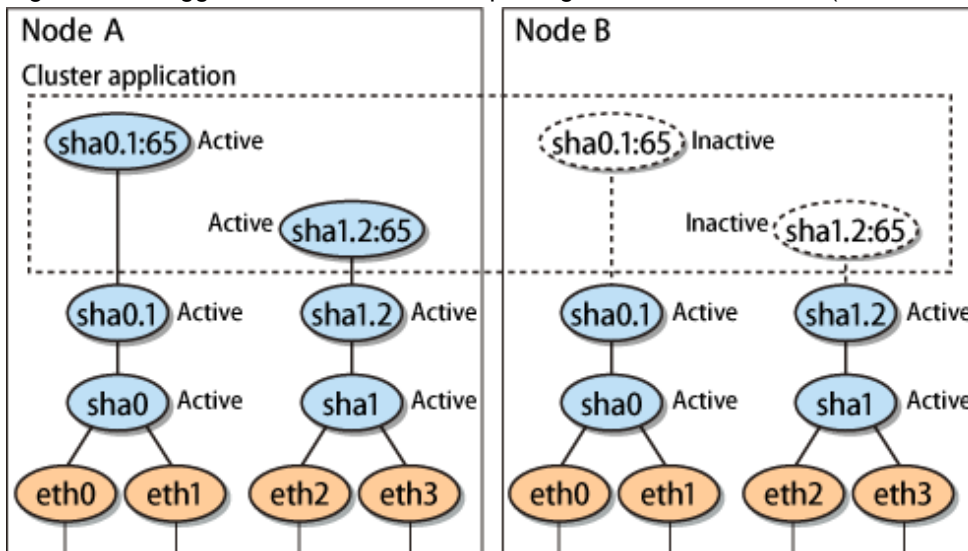 Node A
Node B
Cluster application
sha0.1:65 Active
sha0.1:65 Inactive
Active sha1.2:65
Inactive sha1.2:65
sha0.1 Active sha1.2 Active
sha0.1 Active sha1.2 Active
sha0 Active sha1 Active
sha0 Active sha1 Active
eth0 eth1 eth2 eth3
eth0 eth1 eth2 eth3